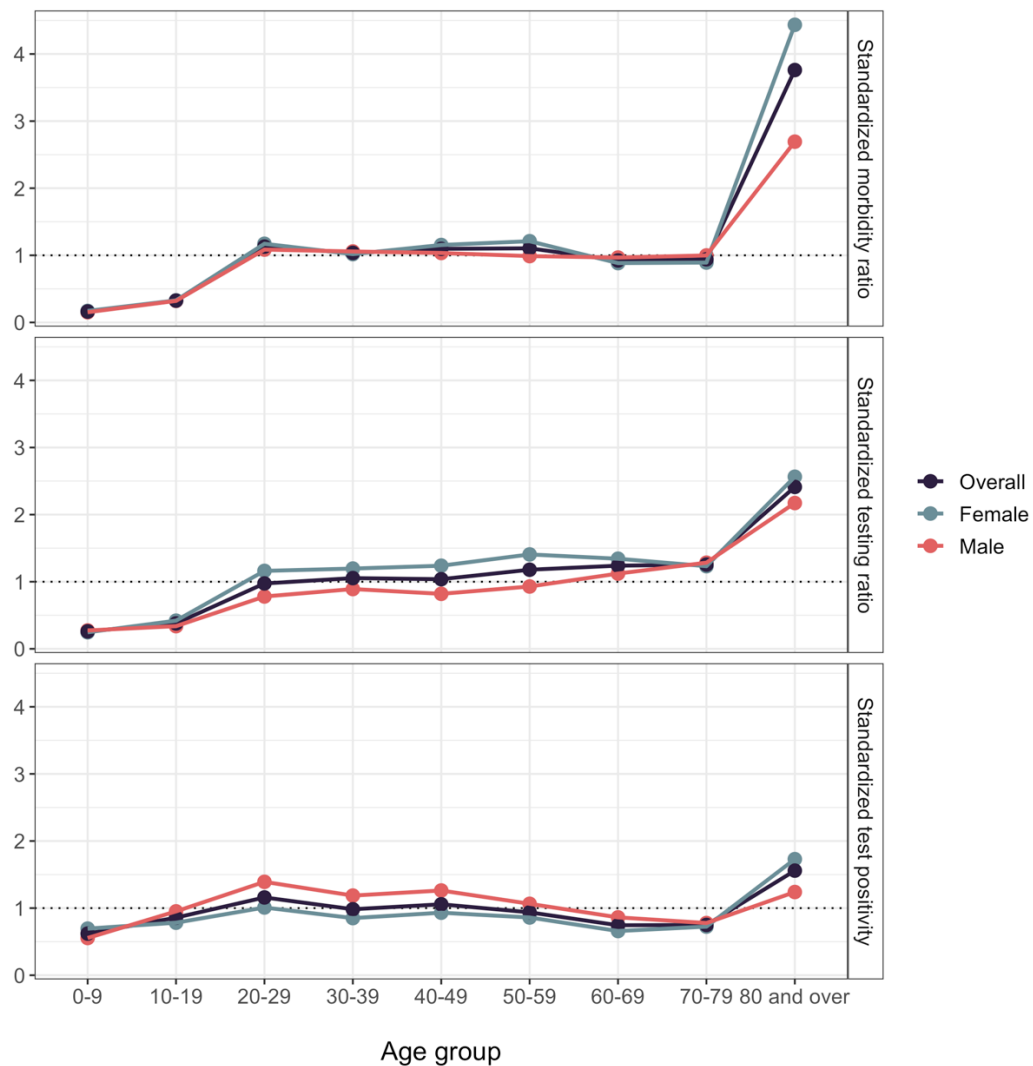 4
3
2
1
0
Standardized morbidity ratio
4
3
2
1
0
Standardized testing ratio
Overall
Female
Male
4
3
2
1
0
Standardized test positivity
0-9 10-19 20-29 30-39 40-49 50-59 60-69 70-79 80 and over
Age group